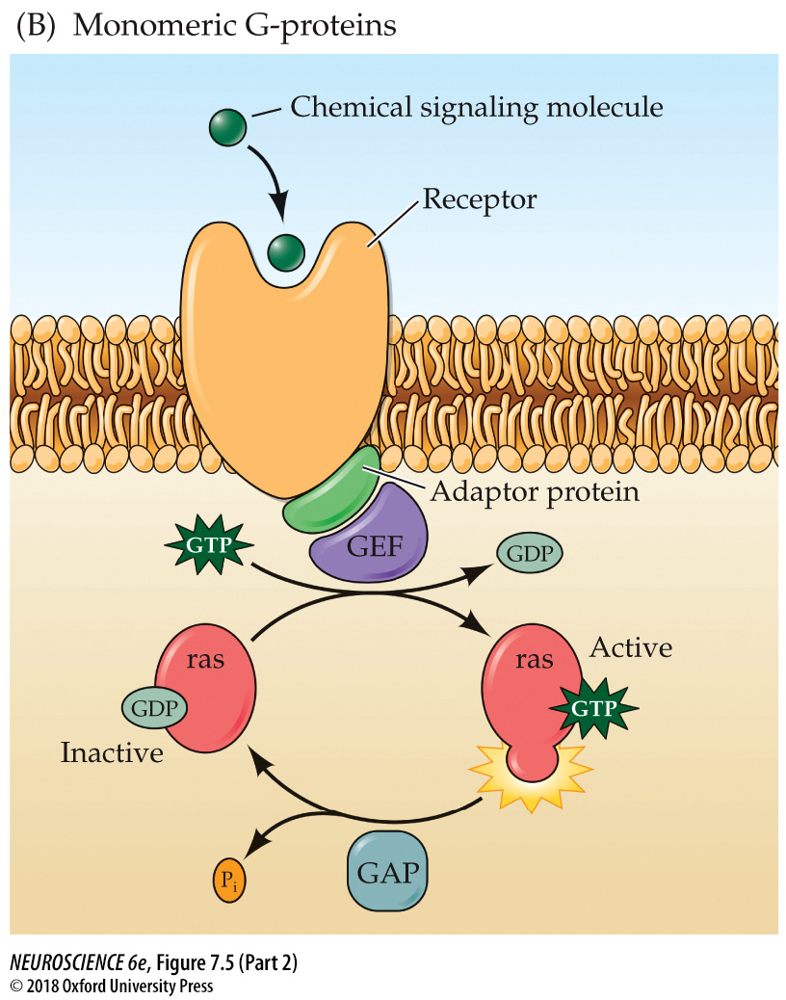 (B) Monomeric G-proteins
Chemical signaling molecule
Receptor
Adaptor protein
GEF
GTP
GDP
ras
GDP
Inactive
ras
Active
GTP
Pi
GAP
NEUROSCIENCE 6e, Figure 7.5 (Part 2)
© 2018 Oxford University Press